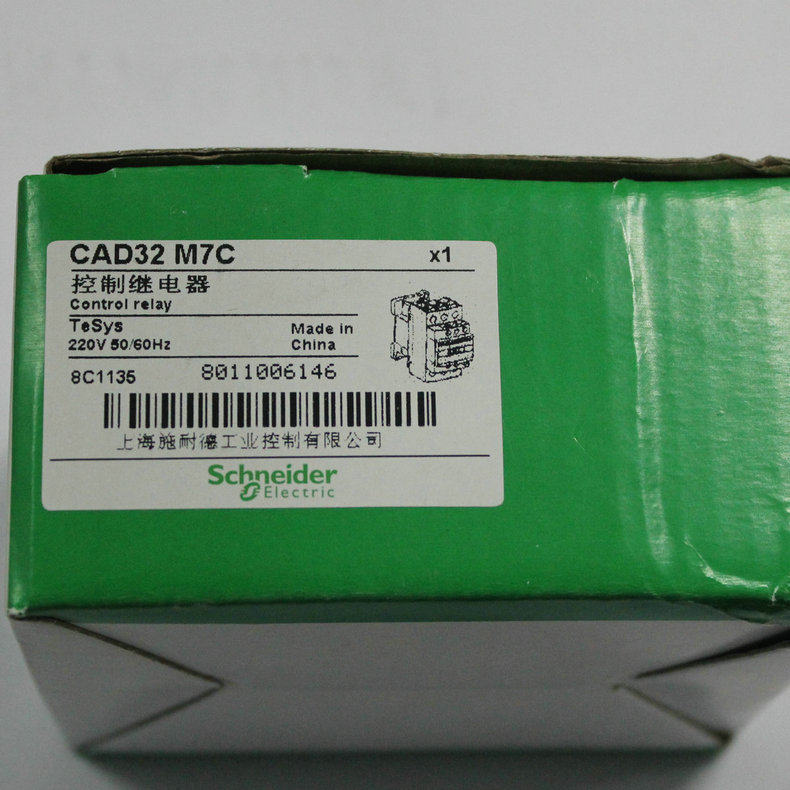 CAD32 M7C x1
控制继电器
Control relay
TeSys
220V 50/60Hz
Made in
China
8C1135 8011006146
上海施耐德工业控制有限公司
Schneider
Electric